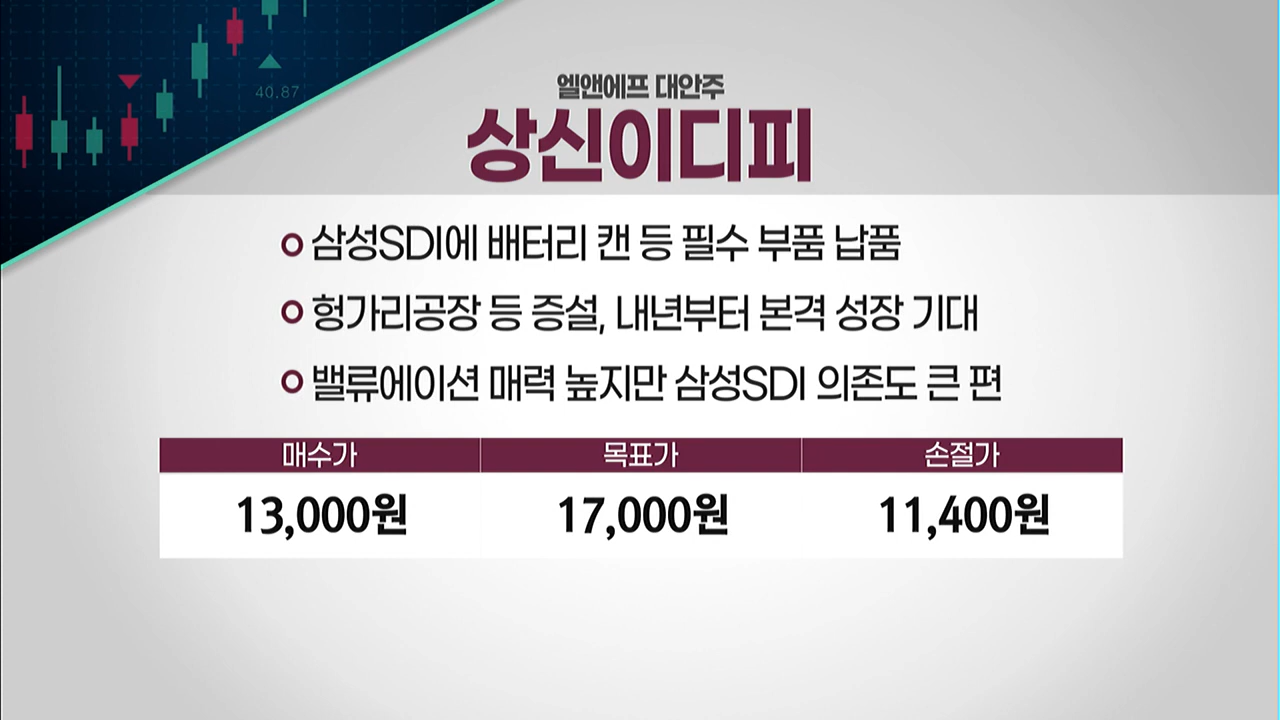 40.87
엘앤에프 대안주
상신이디피
삼성SDI에 배터리 캔 등 필수 부품 납품
헝가리공장 등 증설, 내년부터 본격 성장 기대
밸류에이션 매력 높지만 삼성SDI 의존도 큰 편
매수가 목표가 손절가
13,000원 17,000원 11,400원